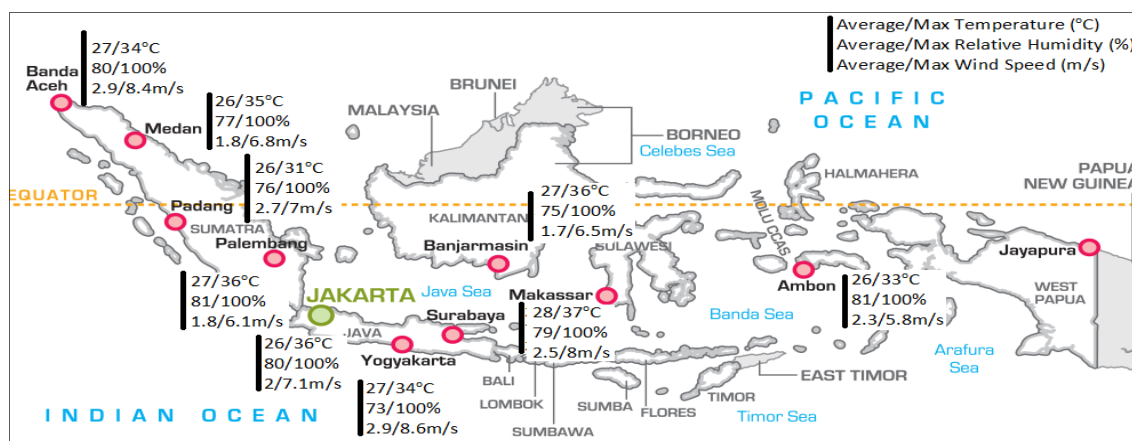 Average/Max Temperature (°C)
Average/Max Relative Humidity (%)
Average/Max Wind Speed (m/s)
27/34°C
80/100%
2.9/8.4m/s
Banda
Aceh
26/35°C
77/100%
1.8/6.8m/s
Medan
MALAYSIA
BRUNEI
BORNEO
Celebes Sea
PACIFIC
OCEAN
26/31°C
76/100%
2.7/7m/s
EQUATOR
Padang
SUMATRA
Palembang
KALIMANTAN
Banjarmasin
27/36°C
75/100%
1.7/6.5m/s
SULAWESI
MOLU CCAS
HALMAHERA
PAPUA
NEW GUINEA
Jayapura
WEST
PAPUA
27/36°C
81/100%
1.8/6.1m/s
JAKARTA
Java Sea
JAVA
Surabaya
Yogyakarta
Makassar
28/37°C
79/100%
2.5/8m/s
Banda Sea
Ambon
26/33°C
81/100%
2.3/5.8m/s
Arafura
Sea
26/36°C
80/100%
2/7.1m/s
27/34°C
73/100%
2.9/8.6m/s
BALI
LOMBOK
SUMBAWA
SUMBA
FLORES
TIMOR
EAST TIMOR
Timor Sea
INDIAN OCEAN